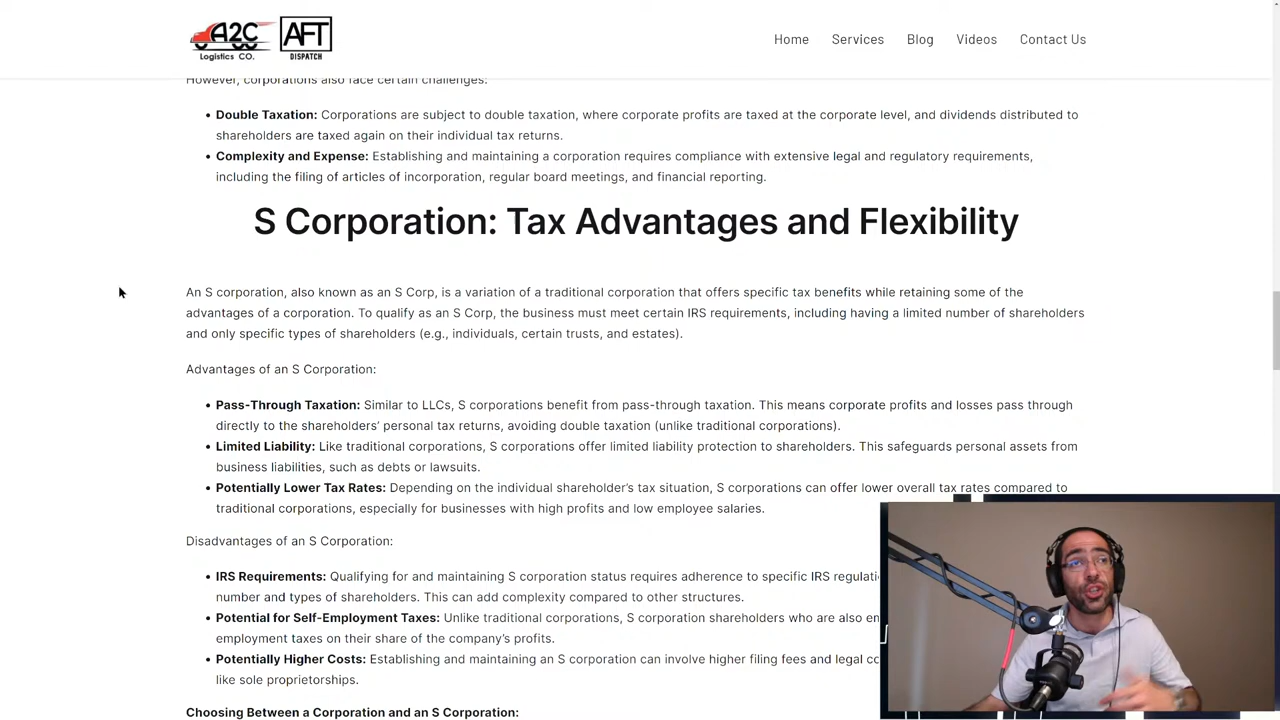 A2C
Logistics CO.
AFT
DISPATCH
Home Services Blog Videos Contact Us
However, corporations also face certain challenges:
• Double Taxation: Corporations are subject to double taxation, where corporate profits are taxed at the corporate level, and dividends distributed to
shareholders are taxed again on their individual tax returns.
• Complexity and Expense: Establishing and maintaining a corporation requires compliance with extensive legal and regulatory requirements,
including the filing of articles of incorporation, regular board meetings, and financial reporting.
S Corporation: Tax Advantages and Flexibility
An S corporation, also known as an S Corp, is a variation of a traditional corporation that offers specific tax benefits while retaining some of the
advantages of a corporation. To qualify as an S Corp, the business must meet certain IRS requirements, including having a limited number of shareholders
and only specific types of shareholders (e.g., individuals, certain trusts, and estates).
Advantages of an S Corporation:
• Pass-Through Taxation: Similar to LLCs, S corporations benefit from pass-through taxation. This means corporate profits and losses pass through
directly to the shareholders’ personal tax returns, avoiding double taxation (unlike traditional corporations).
• Limited Liability: Like traditional corporations, S corporations offer limited liability protection to shareholders. This safeguards personal assets from
business liabilities, such as debts or lawsuits.
• Potentially Lower Tax Rates: Depending on the individual shareholder’s tax situation, S corporations can offer lower overall tax rates compared to
traditional corporations, especially for businesses with high profits and low employee salaries.
Disadvantages of an S Corporation:
• IRS Requirements: Qualifying for and maintaining S corporation status requires adherence to specific IRS
number and types of shareholders. This can add complexity compared to other structures.
• Potential for Self-Employment Taxes: Unlike traditional corporations, S corporation shareholders who are also
employment taxes on their share of the company’s profits.
• Potentially Higher Costs: Establishing and maintaining an S corporation can involve higher filing fees and legal
like sole proprietorships.
Choosing Between a Corporation and an S Corporation: